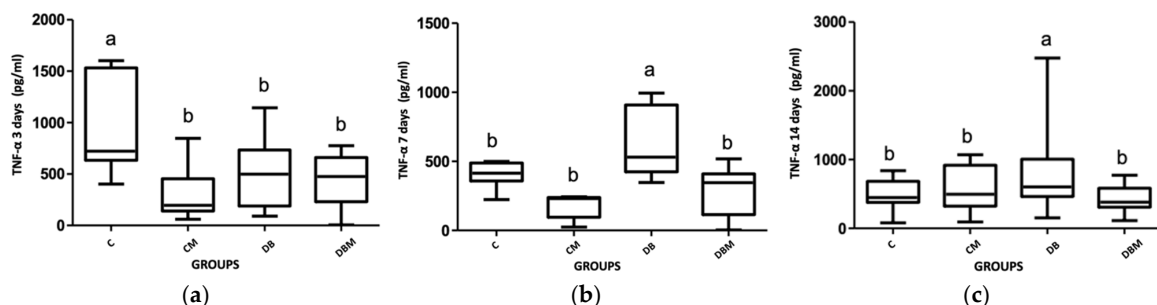 TNF-α 3 days (pg/ml)
2000
1500
1000
500
0
a
b
b
b
C
CM
DB
DBM
GROUPS
(a)
TNF-α 7 days (pg/ml)
1500
1000
500
0
b
b
a
b
C
CM
DB
DBM
GROUPS
(b)
TNF-α 14 days (pg/ml)
3000
2000
1000
0
b
b
a
b
C
CM
DB
DBM
GROUPS
(c)